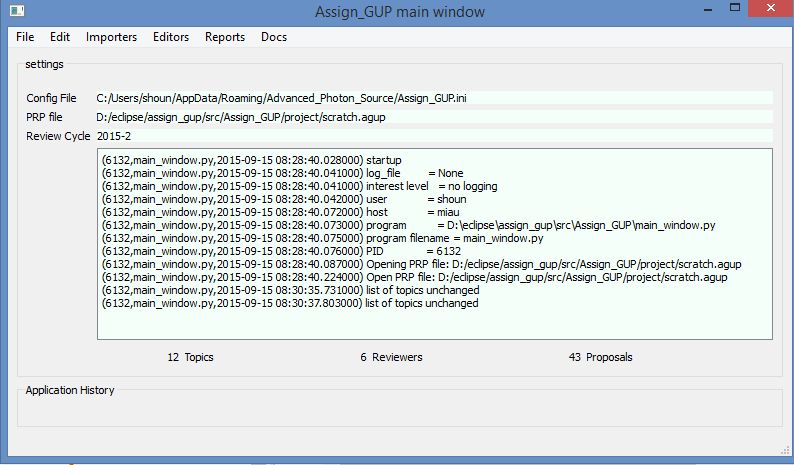 Assign_GUP main window
File Edit Importers Editors Reports Docs
settings
Config File C:/Users/shoun/AppData/Roaming/Advanced_Photon_Source/Assign_GUP.ini
PRP file D:/eclipse/assign_gup/src/Assign_GUP/project/scratch.agup
Review Cycle 2015-2
(6132,main_window.py,2015-09-15 08:28:40.028000) startup
(6132,main_window.py,2015-09-15 08:28:40.041000) log_file = None
(6132,main_window.py,2015-09-15 08:28:40.041000) interest level = no logging
(6132,main_window.py,2015-09-15 08:28:40.042000) user = shoun
(6132,main_window.py,2015-09-15 08:28:40.072000) host = miau
(6132,main_window.py,2015-09-15 08:28:40.073000) program = D:\eclipse\assign_gup\src\Assign_GUP\main_window.py
(6132,main_window.py,2015-09-15 08:28:40.075000) program filename = main_window.py
(6132,main_window.py,2015-09-15 08:28:40.076000) PID = 6132
(6132,main_window.py,2015-09-15 08:28:40.087000) Opening PRP file: D:/eclipse/assign_gup/src/Assign_GUP/project/scratch.agup
(6132,main_window.py,2015-09-15 08:28:40.224000) Open PRP file: D:/eclipse/assign_gup/src/Assign_GUP/project/scratch.agup
(6132,main_window.py,2015-09-15 08:30:35.731000) list of topics unchanged
(6132,main_window.py,2015-09-15 08:30:37.803000) list of topics unchanged
12 Topics 6 Reviewers 43 Proposals
Application History